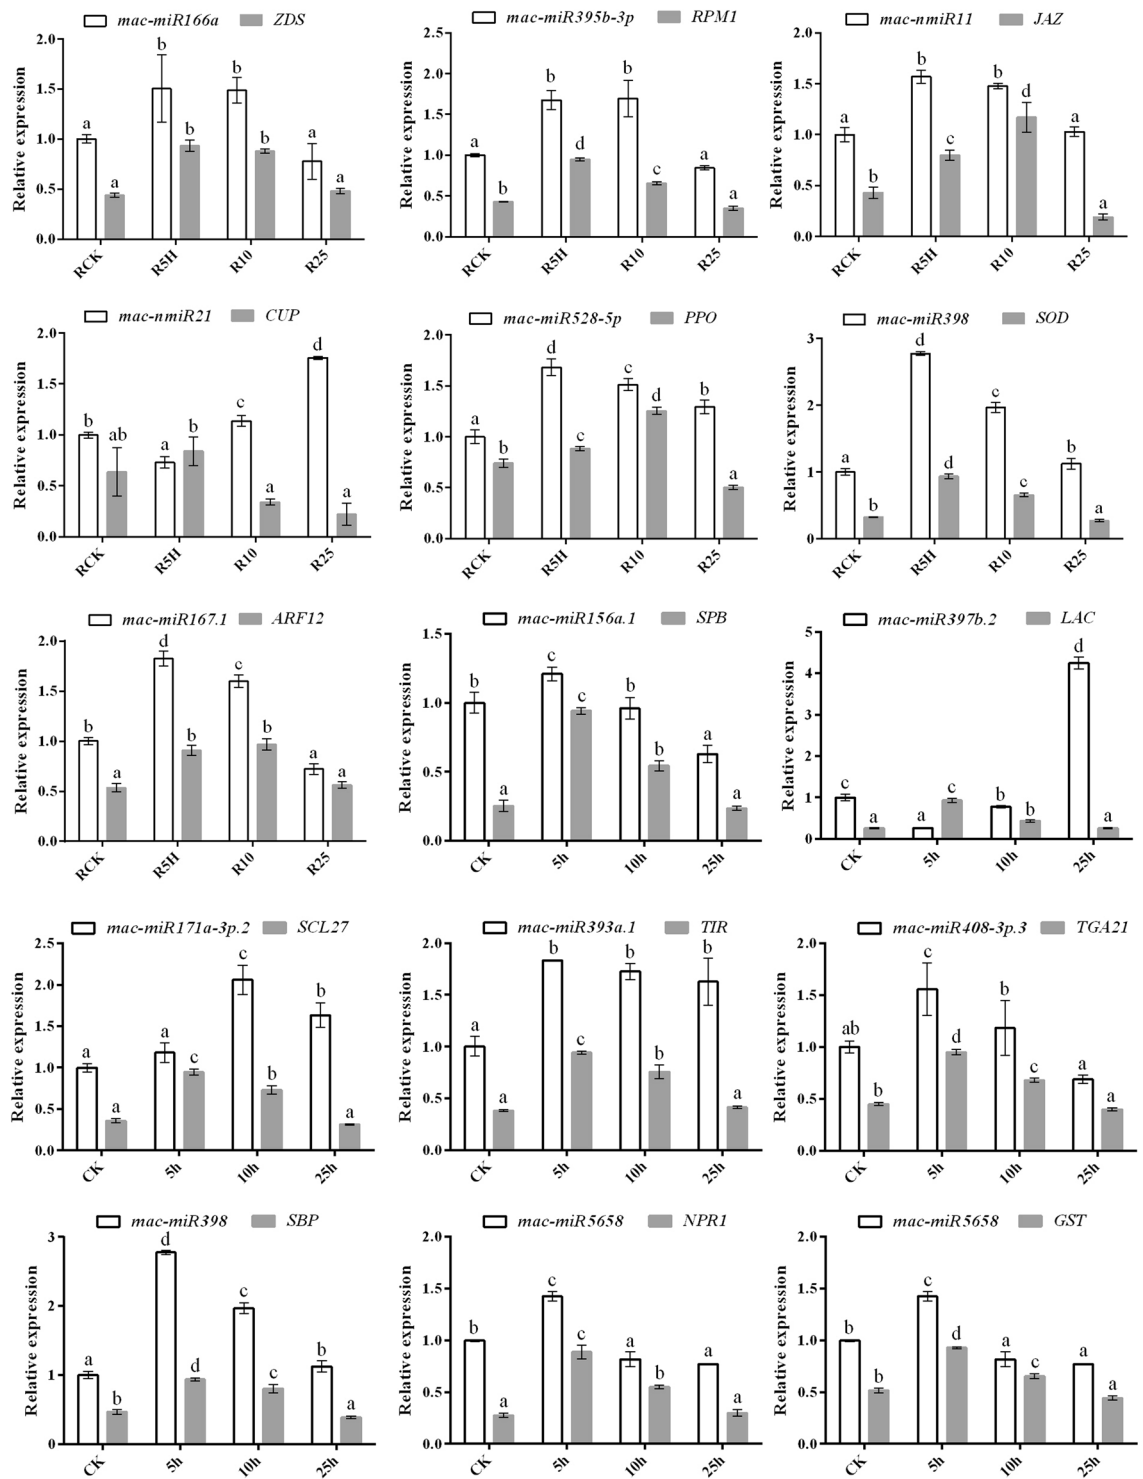 mac-miR166a ZDS
Relative expression
2.0
1.5
1.0
0.5
0.0
a a b b b b a a
RCK R5H R10 R25
mac-miR395b-3p RPM1
Relative expression
2.5
2.0
1.5
1.0
0.5
0.0
a b b d b c a a
RCK R5H R10 R25
mac-nmiR11 JAZ
Relative expression
2.0
1.5
1.0
0.5
0.0
a b b c b d a a
RCK R5H R10 R25
mac-nmiR21 CUP
Relative expression
2.0
1.5
1.0
0.5
0.0
b ab a b c a d a
RCK R5H R10 R25
mac-miR528-5p PPO
Relative expression
2.0
1.5
1.0
0.5
0.0
a b d c c d b a
RCK R5H R10 R25
mac-miR398 SOD
Relative expression
3
2
1
0
a b d d c c b a
RCK R5H R10 R25
mac-miR167.1 ARF12
Relative expression
2.0
1.5
1.0
0.5
0.0
b a d b c b a a
RCK R5H R10 R25
mac-miR156a.1 SPB
Relative expression
1.5
1.0
0.5
0.0
b a c c b b a a
CK 5h 10h 25h
mac-miR397b.2 LAC
Relative expression
5
4
3
2
1
0
c a a c b b d a
CK 5h 10h 25h
mac-miR171a-3p.2 SCL27
Relative expression
2.5
2.0
1.5
1.0
0.5
0.0
a a a c c b b a
CK 5h 10h 25h
mac-miR393a.1 TIR
Relative expression
2.0
1.5
1.0
0.5
0.0
a a b c b b b a
CK 5h 10h 25h
mac-miR408-3p.3 TGA21
Relative expression
2.0
1.5
1.0
0.5
0.0
ab b c d b c a a
CK 5h 10h 25h
mac-miR398 SBP
Relative expression
3
2
1
0
a b d d c c b a
CK 5h 10h 25h
mac-miR5658 NPR1
Relative expression
2.0
1.5
1.0
0.5
0.0
b a c c a b a a
CK 5h 10h 25h
mac-miR5658 GST
Relative expression
2.0
1.5
1.0
0.5
0.0
b b c d a c a a
CK 5h 10h 25h